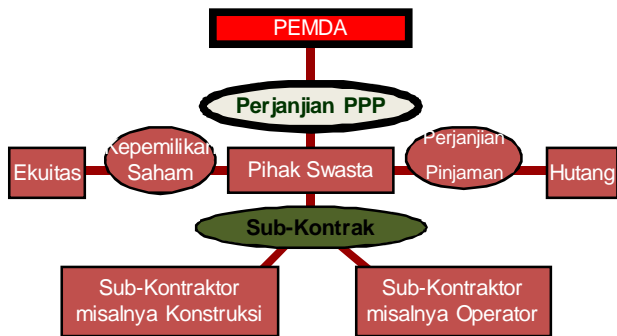 PEMDA
Perjanjian PPP
Ekuitas
Kepemilikan
Saham
Pihak Swasta
Perjanjian
Pinjaman
Hutang
Sub-Kontrak
Sub-Kontraktor
misalnya Konstruksi
Sub-Kontraktor
misalnya Operator